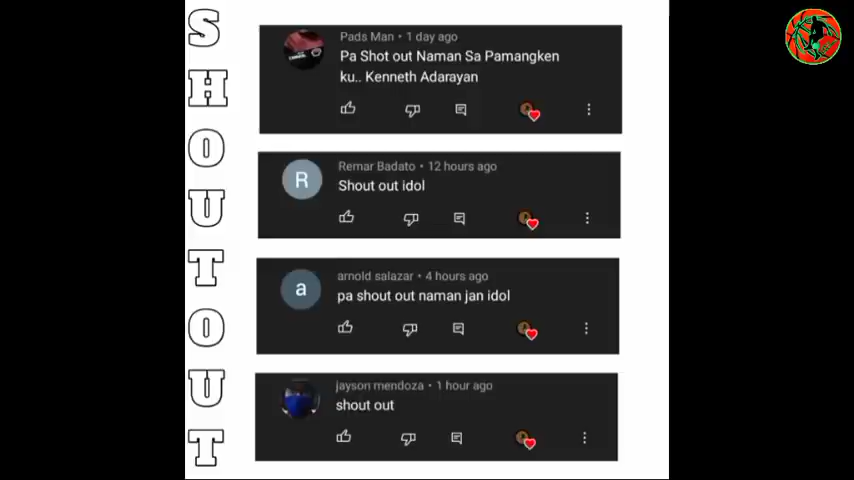 SHOUTOUT
Pads Man • 1 day ago
Pa Shot out Naman Sa Pamangken
ku.. Kenneth Adarayan
R
Remar Badato • 12 hours ago
Shout out idol
a
arnold salazar • 4 hours ago
pa shout out naman jan idol
jayson mendoza • 1 hour ago
shout out